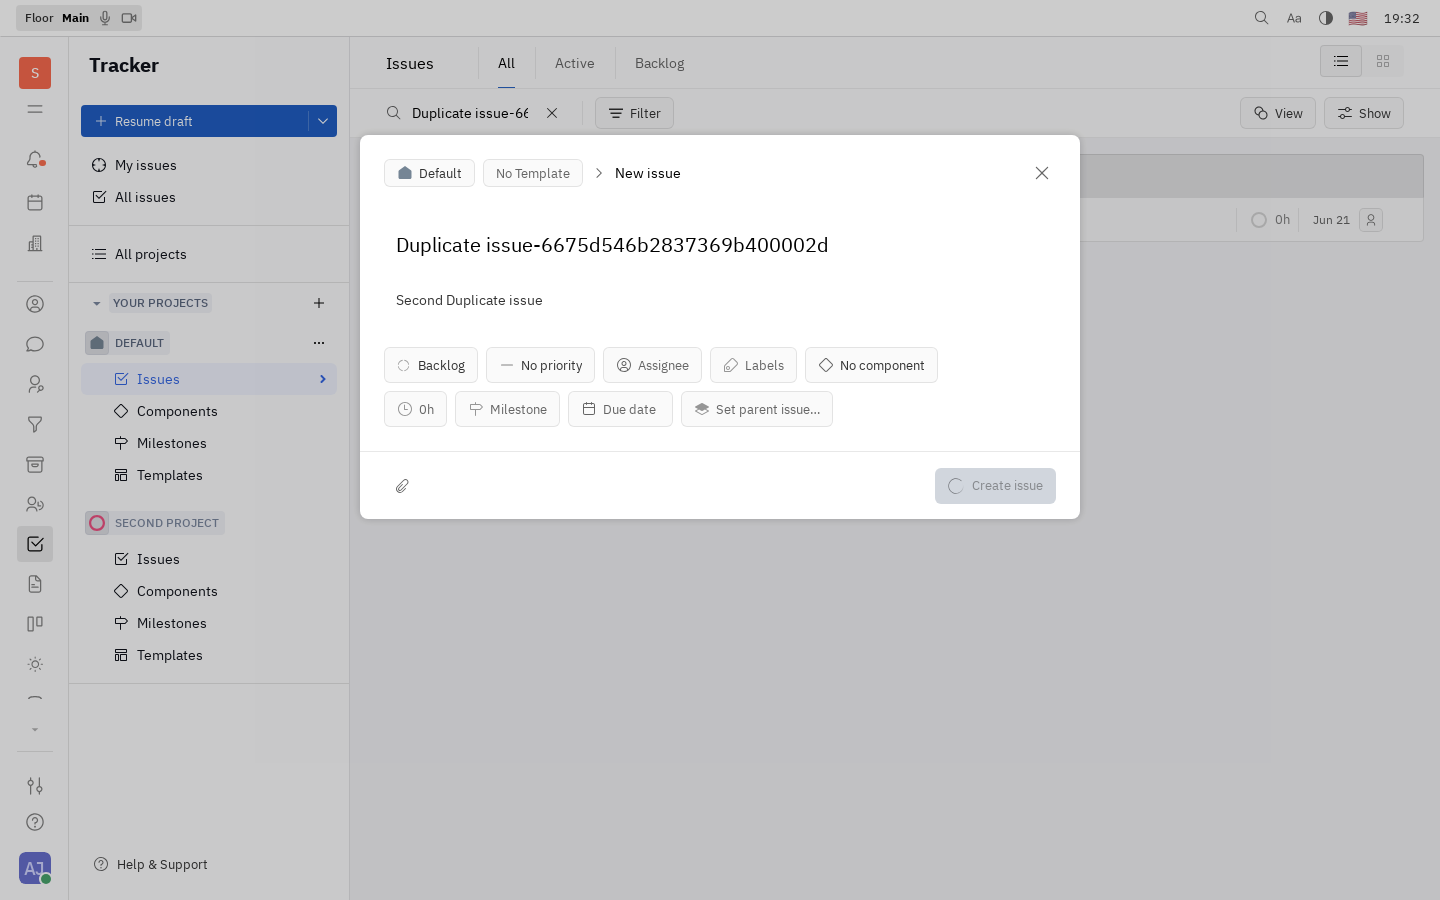 Floor Main
Aa
19:32
S
Tracker
Issues
All
Active
Backlog
Resume draft
Duplicate issue-66
Filter
View
Show
My issues
All issues
All projects
YOUR PROJECTS
DEFAULT
Issues
Components
Milestones
Templates
SECOND PROJECT
Issues
Components
Milestones
Templates
Help & Support
AJ
0h
Jun 21
Default
No Template
New issue
Duplicate issue-6675d546b2837369b400002d
Second Duplicate issue
Backlog
No priority
Assignee
Labels
No component
0h
Milestone
Due date
Set parent issue...
Create issue